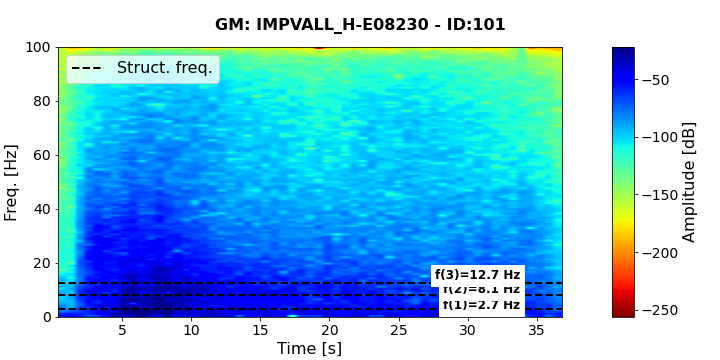 GM: IMPVALL_H-E08230 - ID:101
Struct. freq.
Freq. [Hz]
100
80
60
40
20
0
f(3)=12.7 Hz
f(2)=8.1 Hz
f(1)=2.7 Hz
5 10 15 20 25 30 35
Time [s]
−50
−100
−150
−200
−250
Amplitude [dB]